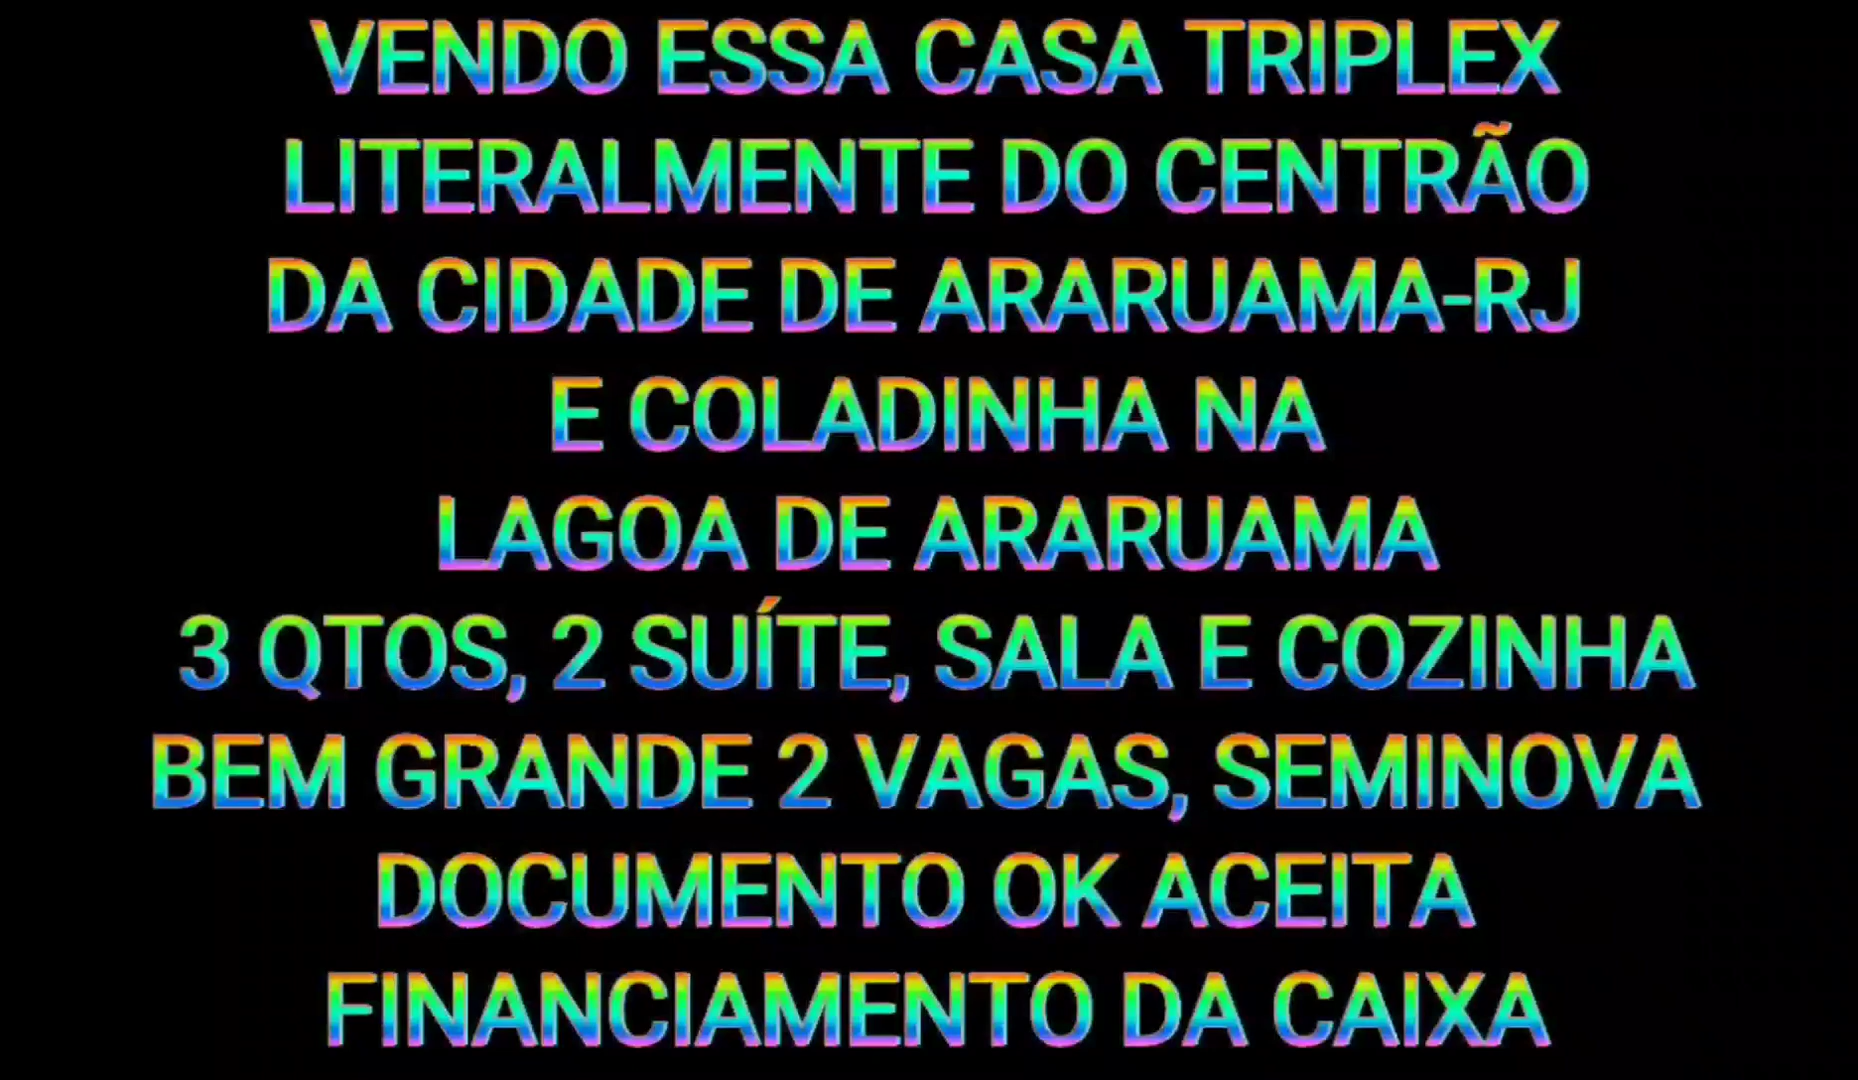 VENDO ESSA CASA TRIPLEX
LITERALMENTE DO CENTRÃO
DA CIDADE DE ARARUAMA-RJ
E COLADINHA NA
LAGOA DE ARARUAMA
3 QTOS, 2 SUÍTE, SALA E COZINHA
BEM GRANDE 2 VAGAS, SEMINOVA
DOCUMENTO OK ACEITA
FINANCIAMENTO DA CAIXA